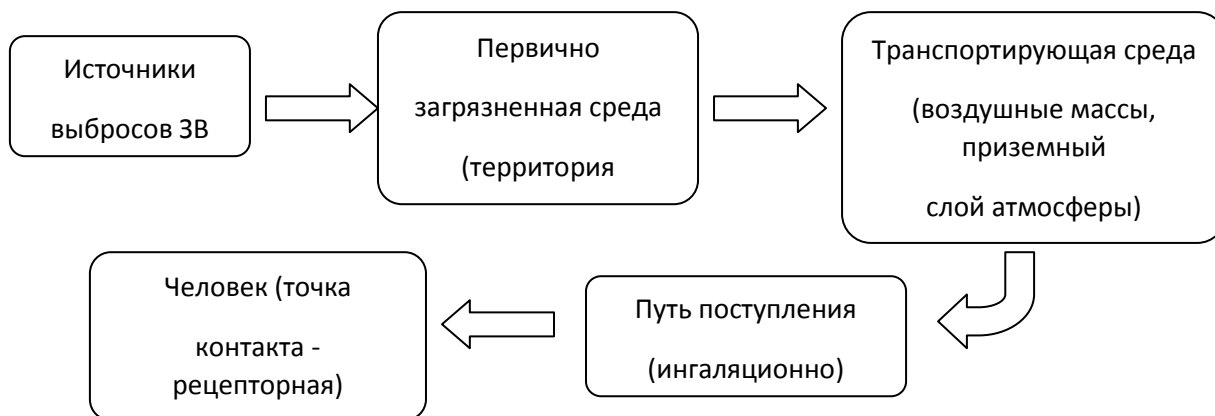 Источники
выбросов ЗВ
Первично
загрязненная среда
(территория
Транспортирующая среда
(воздушные массы,
приземный
слой атмосферы)
Путь поступления
(ингаляционно)
Человек (точка
контакта -
рецепторная)